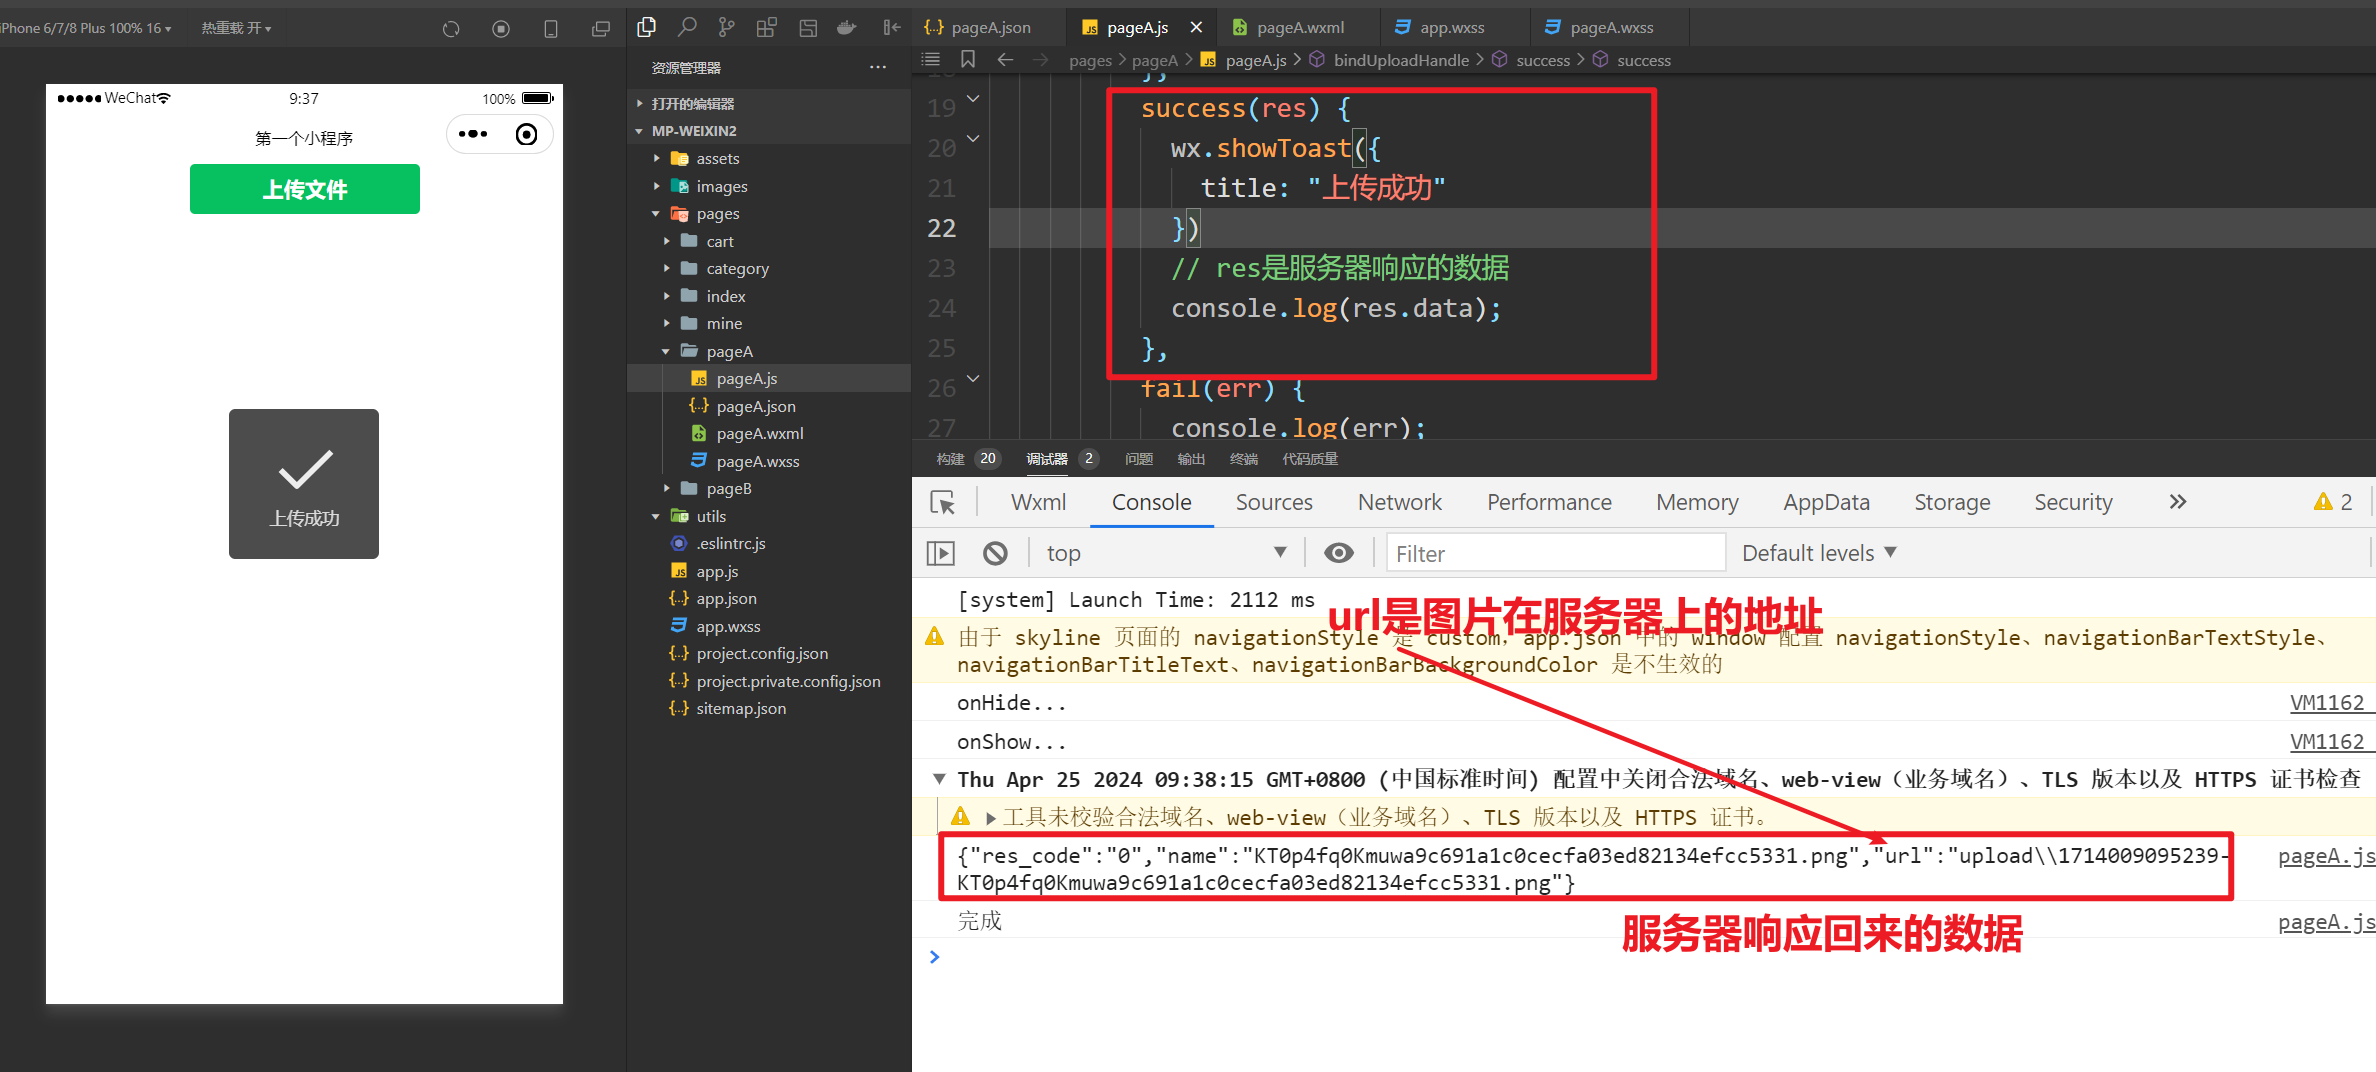 iPhone 6/7/8 Plus 100% 16
热重载 开
WeChat
9:37
100%
第一个小程序
上传文件
上传成功
资源管理器
打开的编辑器
MP-WEIXIN2
assets
images
pages
cart
category
index
mine
pageA
pageA.js
pageA.json
pageA.wxml
pageA.wxss
pageB
utils
.eslintrc.js
app.js
app.json
app.wxss
project.config.json
project.private.config.json
sitemap.json
pageA.json
pageA.js
pageA.wxml
app.wxss
pageA.wxss
pages > pageA > pageA.js > bindUploadHandle > success > success
19 success(res) {
20 wx.showToast({
21 title: "上传成功"
22 })
23 // res是服务器响应的数据
24 console.log(res.data);
25 },
26 fail(err) {
27 console.log(err);
构建 20 调试器 2 问题 输出 终端 代码质量
Wxml Console Sources Network Performance Memory AppData Storage Security 2
top Filter Default levels
[system] Launch Time: 2112 ms
url是图片在服务器上的地址
由于 skyline 页面的 navigationStyle 是 custom，app.json 中的 window 配置 navigationStyle、navigationBarTextStyle、
navigationBarTitleText、navigationBarBackgroundColor 是不生效的
onHide... VM1162
onShow... VM1162
Thu Apr 25 2024 09:38:15 GMT+0800 (中国标准时间) 配置中关闭合法域名、web-view（业务域名）、TLS 版本以及 HTTPS 证书检查
工具未校验合法域名、web-view（业务域名）、TLS 版本以及 HTTPS 证书。
{"res_code":"0","name":"KT0p4fq0Kmuwa9c691a1c0cecfa03ed82134efcc5331.png","url":"upload\\1714009095239-
KT0p4fq0Kmuwa9c691a1c0cecfa03ed82134efcc5331.png"}
pageA.js
完成 pageA.js
服务器响应回来的数据